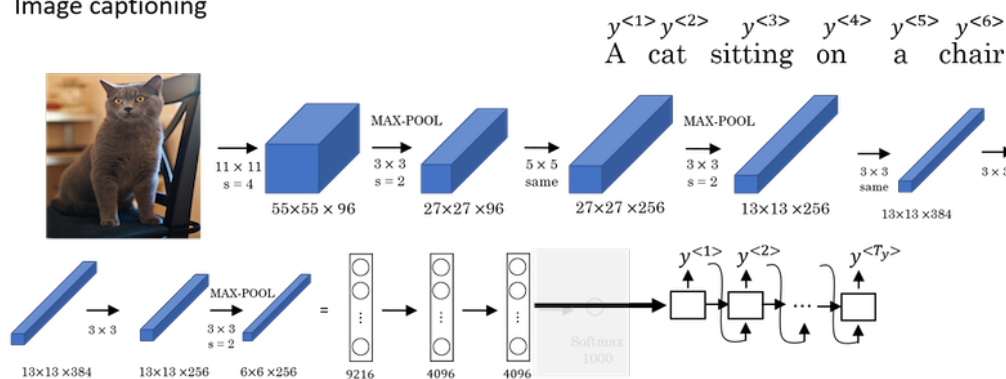 Image captioning
y<1> y<2> y<3> y<4> y<5> y<6>
A cat sitting on a chair
MAX-POOL MAX-POOL
11 × 11 3 × 3 5 × 5 3 × 3 3 × 3 3 × 3
s = 4 s = 2 same s = 2 same
55×55 × 96 27×27 ×96 27×27 ×256 13×13 ×256 13×13 ×384
y<1> y<2> y<Ty>
MAX-POOL
3 × 3 3 × 3 = ⋮ ⋮ ⋮ ...
s = 2
Softmax
1000
13×13 ×384 13×13 ×256 6×6 ×256 9216 4096 4096